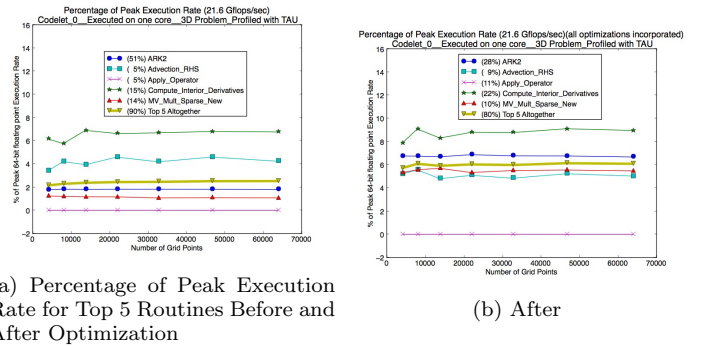 Percentage of Peak Execution Rate (21.6 Gflops/sec)
Codelet_0__Executed on one core__3D Problem_Profiled with TAU
% of Peak 64-bit floating point Execution Rate
16
14
12
10
8
6
4
2
0
−2
(51%) ARK2
( 5%) Advection_RHS
( 5%) Apply_Operator
(15%) Compute_Interior_Derivatives
(14%) MV_Mult_Sparse_New
(90%) Top 5 Altogether
0
10000
20000
30000
40000
50000
60000
70000
Number of Grid Points
a) Percentage of Peak Execution
Rate for Top 5 Routines Before and
After Optimization
Percentage of Peak Execution Rate (21.6 Gflops/sec)(all optimizations incorporated)
Codelet_0__Executed on one core__3D Problem_Profiled with TAU
% of Peak 64-bit floating point Execution Rate
16
14
12
10
8
6
4
2
0
−2
(28%) ARK2
( 9%) Advection_RHS
(11%) Apply_Operator
(22%) Compute_Interior_Derivatives
(10%) MV_Mult_Sparse_New
(80%) Top 5 Altogether
0
10000
20000
30000
40000
50000
60000
70000
Number of Grid Points
(b) After